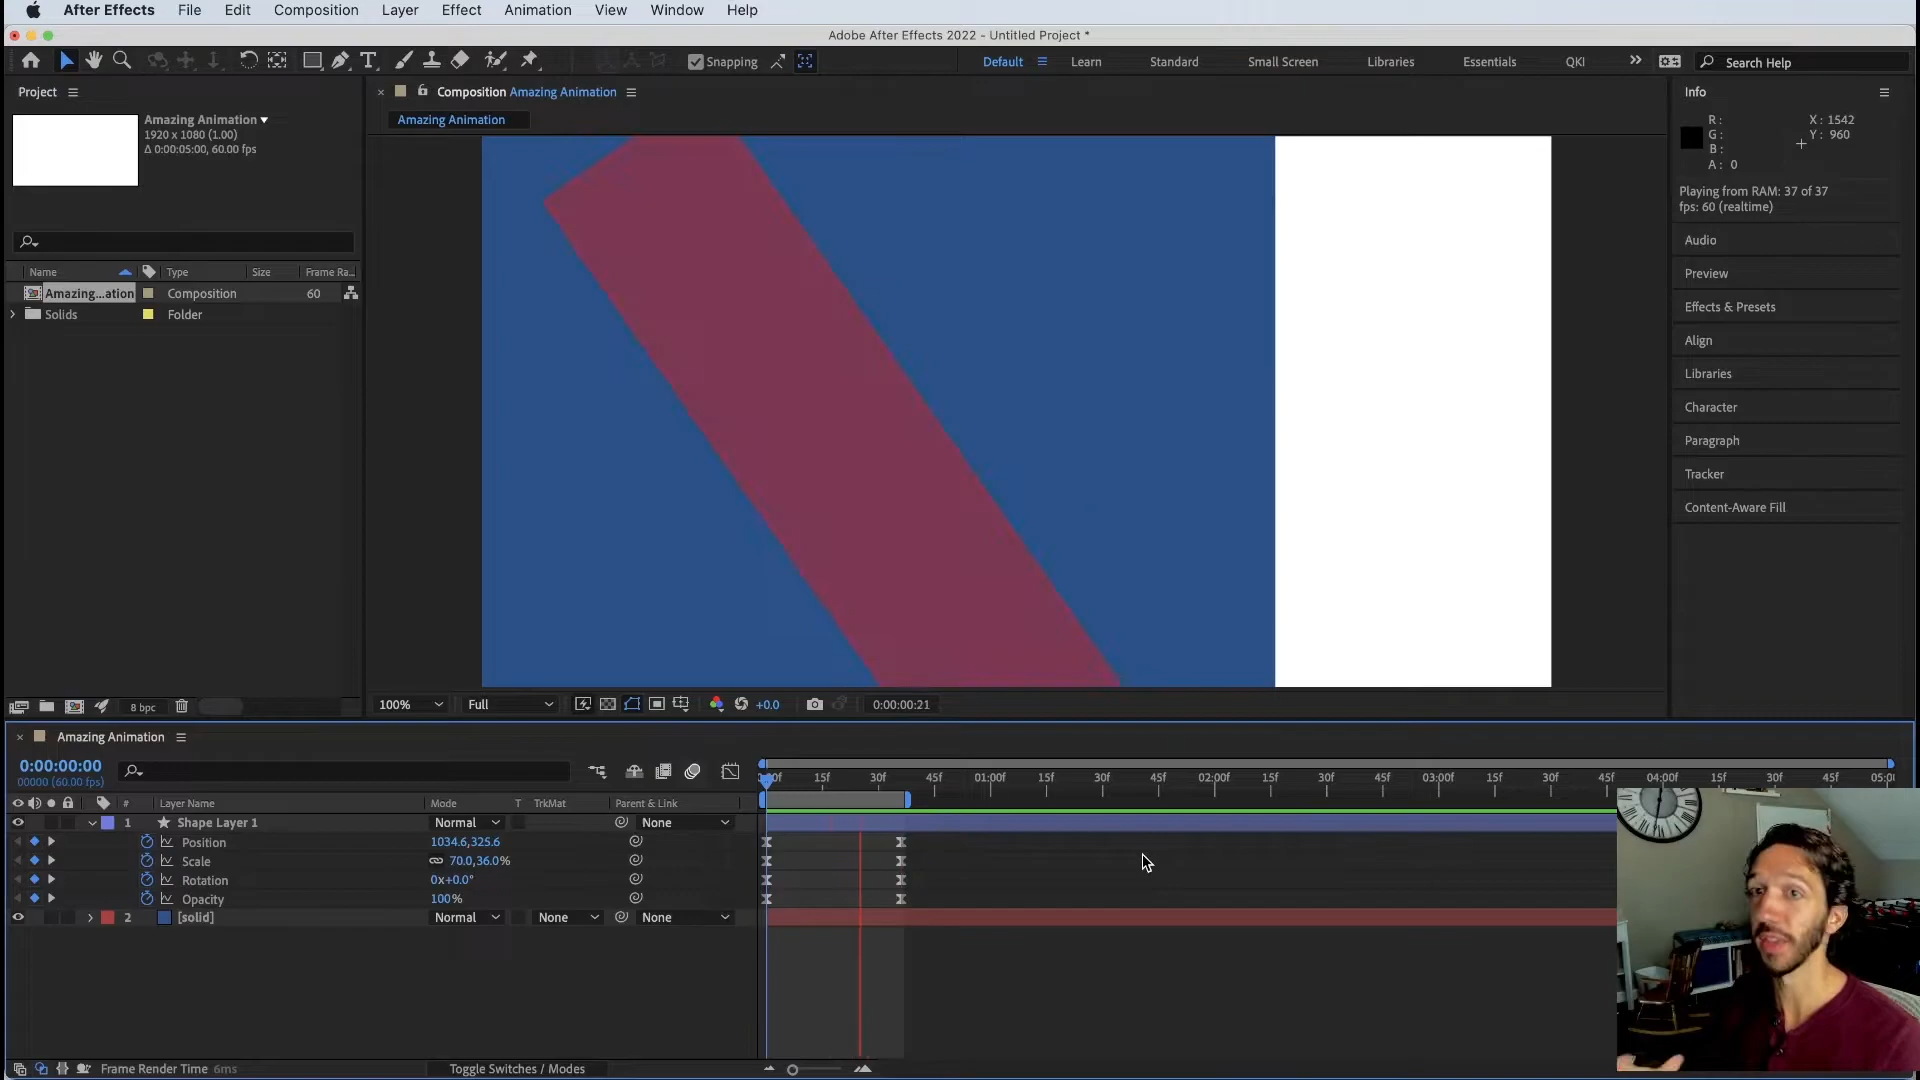 After Effects File Edit Composition Layer Effect Animation View Window Help
Adobe After Effects 2022 - Untitled Project *
Snapping Default Learn Standard Small Screen Libraries Essentials QKI Search Help
Project
Amazing Animation
1920 x 1080 (1.00)
Δ 0:00:05:00, 60.00 fps
Name Type Size Frame Ra...
Amazing...ation Composition 60
Solids Folder
8 bpc
Composition Amazing Animation
Amazing Animation
100% Full +0.0 0:00:00:21
Info
R :
G :
B :
A : 0
X : 1542
Y : 960
Playing from RAM: 37 of 37
fps: 60 (realtime)
Audio
Preview
Effects & Presets
Align
Libraries
Character
Paragraph
Tracker
Content-Aware Fill
Amazing Animation
0:00:00:00
00000 (60.00 fps)
15f 30f 45f 01:00f 15f 30f 45f 02:00f 15f 30f 45f 03:00f 15f 30f 45f 04:00f 15f 30f 45f
# Layer Name Mode T TrkMat Parent & Link
1 Shape Layer 1 Normal None
Position 1034.6,325.6
Scale 70.0,36.0%
Rotation 0x+0.0°
Opacity 100%
2 [solid] Normal None None
Frame Render Time 6ms Toggle Switches / Modes